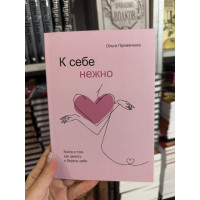 Ольга Примаченко
К себе
нежно
Книга о том,
как ценить
и беречь себя